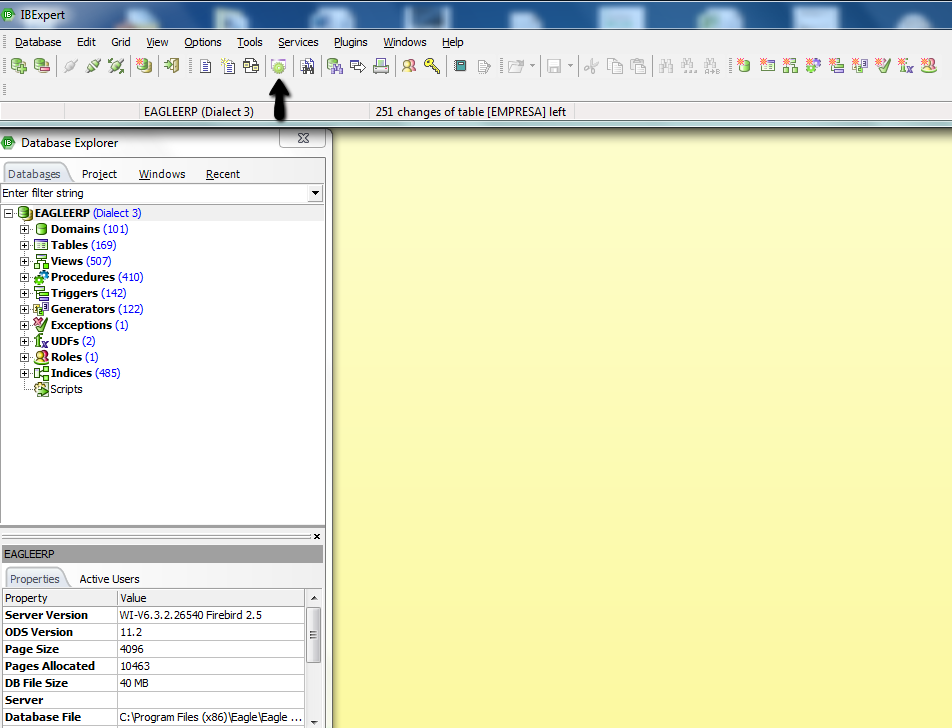 IBExpert
Database Edit Grid View Options Tools Services Plugins Windows Help
EAGLEERP (Dialect 3) 251 changes of table [EMPRESA] left
Database Explorer
Databases Project Windows Recent
Enter filter string
EAGLEERP (Dialect 3)
Domains (101)
Tables (169)
Views (507)
Procedures (410)
Triggers (142)
Generators (122)
Exceptions (1)
UDFs (2)
Roles (1)
Indices (485)
Scripts
EAGLEERP
Properties Active Users
Property Value
Server Version WI-V6.3.2.26540 Firebird 2.5
ODS Version 11.2
Page Size 4096
Pages Allocated 10463
DB File Size 40 MB
Server
Database File C:\Program Files (x86)\Eagle\Eagle ...